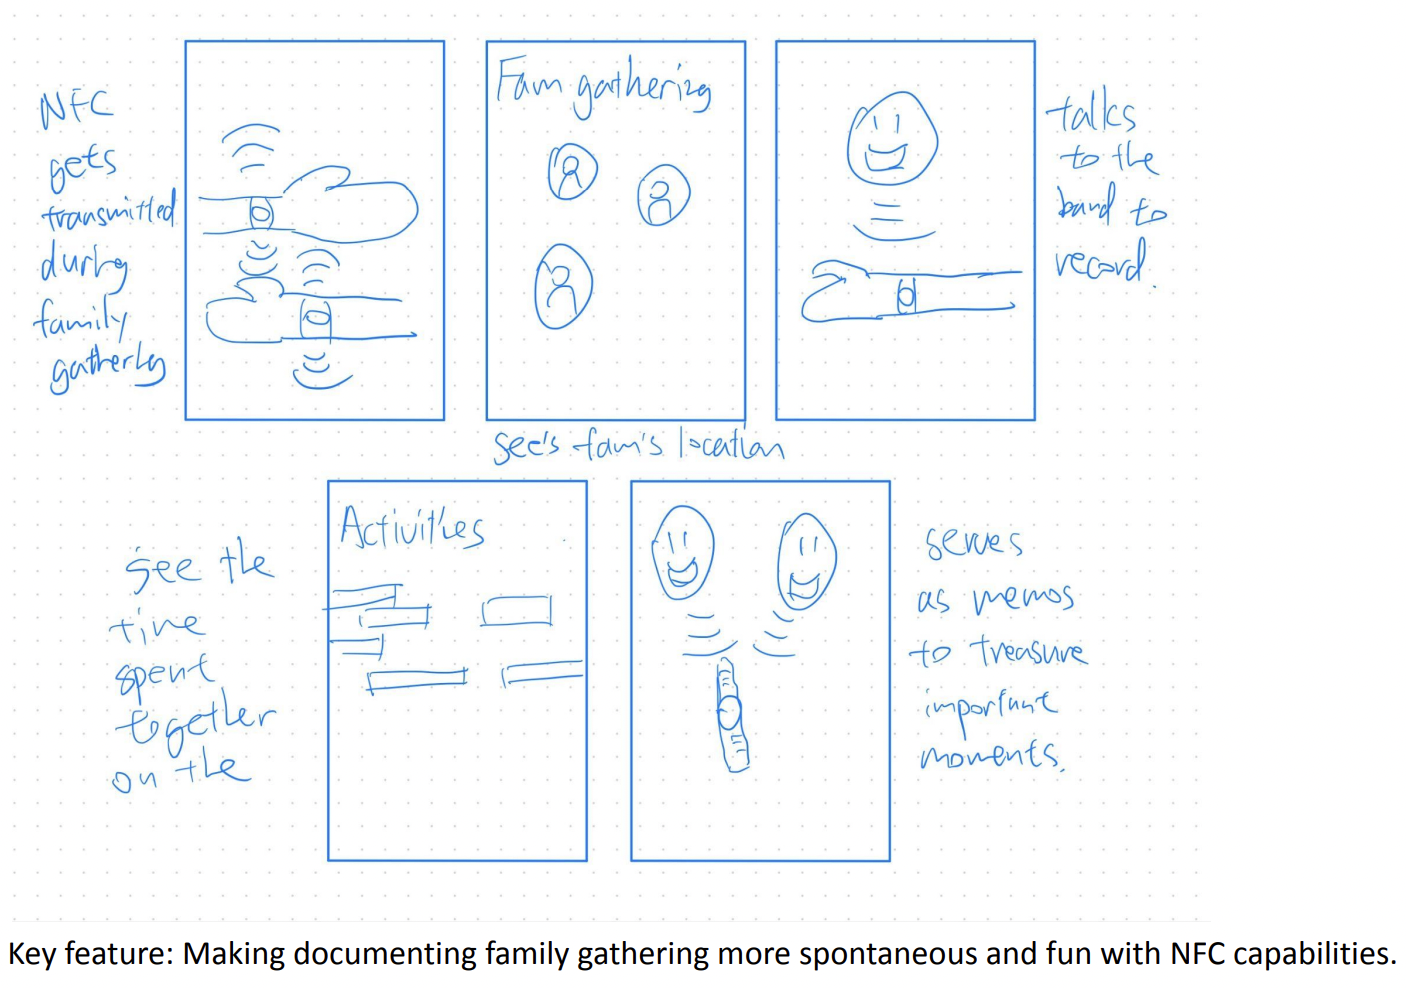 NFC
gets
transmitted
during
family
gathering
Fam gathering
talks
to the
band to
record.
see's fam's location
see the
time
spent
together
on the
Activities
serves
as memos
to treasure
important
moments.
Key feature: Making documenting family gathering more spontaneous and fun with NFC capabilities.